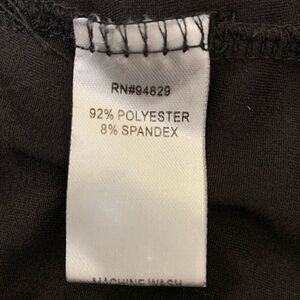 RN#94829
92% POLYESTER
8% SPANDEX
MACHINE WASH